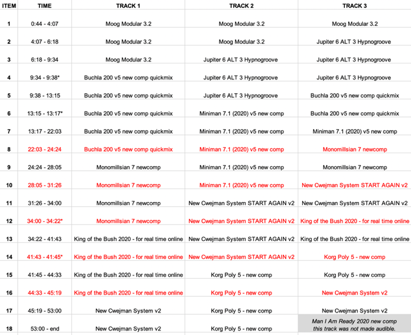 ITEM TIME TRACK 1 TRACK 2 TRACK 3
1 0:44 - 4:07 Moog Modular 3.2 Moog Modular 3.2 Moog Modular 3.2
2 4:07 - 6:18 Moog Modular 3.2 Moog Modular 3.2 Jupiter 6 ALT 3 Hypnogroove
3 6:18 - 9:34 Moog Modular 3.2 Jupiter 6 ALT 3 Hypnogroove Jupiter 6 ALT 3 Hypnogroove
4 9:34 - 9:38* Buchla 200 v5 new comp quickmix Jupiter 6 ALT 3 Hypnogroove Jupiter 6 ALT 3 Hypnogroove
5 9:38 - 13:15 Buchla 200 v5 new comp quickmix Jupiter 6 ALT 3 Hypnogroove Buchla 200 v5 new comp quickmix
6 13:15 - 13:17* Buchla 200 v5 new comp quickmix Miniman 7.1 (2020) v5 new comp Buchla 200 v5 new comp quickmix
7 13:17 - 22:03 Buchla 200 v5 new comp quickmix Miniman 7.1 (2020) v5 new comp Miniman 7.1 (2020) v5 new comp
8 22:03 - 24:24 Buchla 200 v5 new comp quickmix Miniman 7.1 (2020) v5 new comp Monomillsian 7 newcomp
9 24:24 - 28:05 Monomillsian 7 newcomp Miniman 7.1 (2020) v5 new comp Monomillsian 7 newcomp
10 28:05 - 31:26 Monomillsian 7 newcomp Miniman 7.1 (2020) v5 new comp New Cwejman System START AGAIN v2
11 31:26 - 34:00 Monomillsian 7 newcomp New Cwejman System START AGAIN v2 New Cwejman System START AGAIN v2
12 34:00 - 34:22* Monomillsian 7 newcomp New Cwejman System START AGAIN v2 King of the Bush 2020 - for real time online
13 34:22 - 41:43 King of the Bush 2020 - for real time online New Cwejman System START AGAIN v2 King of the Bush 2020 - for real time online
14 41:43 - 41:45* King of the Bush 2020 - for real time online New Cwejman System START AGAIN v2 Korg Poly 5 - new comp
15 41:45 - 44:33 King of the Bush 2020 - for real time online Korg Poly 5 - new comp Korg Poly 5 - new comp
16 44:33 - 45:19 King of the Bush 2020 - for real time online Korg Poly 5 - new comp New Cwejman System v2
17 45:19 - 53:00 New Cwejman System v2 Korg Poly 5 - new comp New Cwejman System v2
18 53:00 - end New Cwejman System v2 Korg Poly 5 - new comp Man I Am Ready 2020 new comp
this track was not made audible.